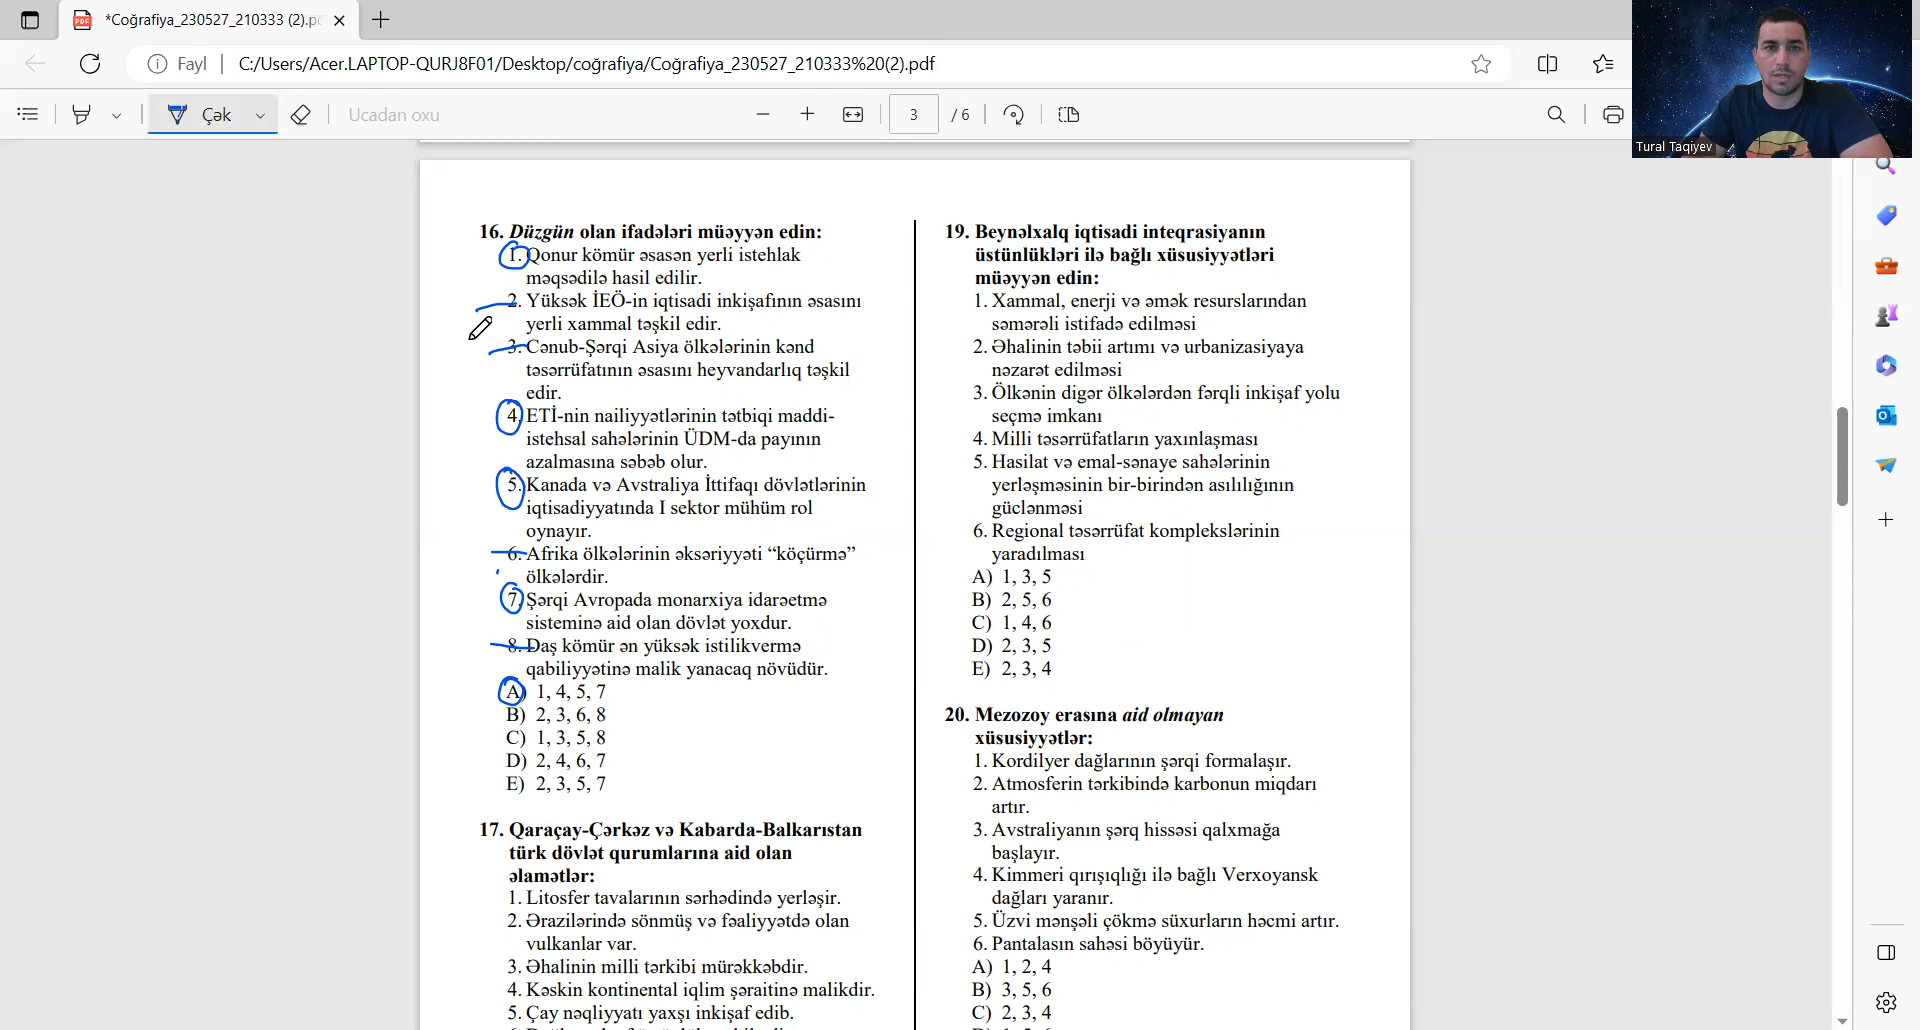 *Coğrafiya_230527_210333 (2).p
Fayl
C:/Users/Acer.LAPTOP-QURJ8F01/Desktop/coğrafiya/Coğrafiya_230527_210333%20(2).pdf
Çək
Ucadan oxu
3 / 6
Tural Taqiyev
16. Düzgün olan ifadələri müəyyən edin:
1. Qonur kömür əsasən yerli istehlak
məqsədilə hasil edilir.
2. Yüksək İEÖ-in iqtisadi inkişafının əsasını
yerli xammal təşkil edir.
3. Cənub-Şərqi Asiya ölkələrinin kənd
təsərrüfatının əsasını heyvandarlıq təşkil
edir.
4. ETİ-nin nailiyyətlərinin tətbiqi maddi-
istehsal sahələrinin ÜDM-da payının
azalmasına səbəb olur.
5. Kanada və Avstraliya İttifaqı dövlətlərinin
iqtisadiyyatında I sektor mühüm rol
oynayır.
6. Afrika ölkələrinin əksəriyyəti “köçürmə”
ölkələrdir.
7. Şərqi Avropada monarxiya idarəetmə
sisteminə aid olan dövlət yoxdur.
8. Daş kömür ən yüksək istilikvermə
qabiliyyətinə malik yanacaq növüdür.
A) 1, 4, 5, 7
B) 2, 3, 6, 8
C) 1, 3, 5, 8
D) 2, 4, 6, 7
E) 2, 3, 5, 7
17. Qaraçay-Çərkəz və Kabarda-Balkarıstan
türk dövlət qurumlarına aid olan
əlamətlər:
1. Litosfer tavalarının sərhədində yerləşir.
2. Ərazilərində sönmüş və fəaliyyətdə olan
vulkanlar var.
3. Əhalinin milli tərkibi mürəkkəbdir.
4. Kəskin kontinental iqlim şəraitinə malikdir.
5. Çay nəqliyyatı yaxşı inkişaf edib.
19. Beynəlxalq iqtisadi inteqrasiyanın
üstünlükləri ilə bağlı xüsusiyyətləri
müəyyən edin:
1. Xammal, enerji və əmək resurslarından
səmərəli istifadə edilməsi
2. Əhalinin təbii artımı və urbanizasiyaya
nəzarət edilməsi
3. Ölkənin digər ölkələrdən fərqli inkişaf yolu
seçmə imkanı
4. Milli təsərrüfatların yaxınlaşması
5. Hasilat və emal-sənaye sahələrinin
yerləşməsinin bir-birindən asılılığının
güclənməsi
6. Regional təsərrüfat komplekslərinin
yaradılması
A) 1, 3, 5
B) 2, 5, 6
C) 1, 4, 6
D) 2, 3, 5
E) 2, 3, 4
20. Mezozoy erasına aid olmayan
xüsusiyyətlər:
1. Kordilyer dağlarının şərqi formalaşır.
2. Atmosferin tərkibində karbonun miqdarı
artır.
3. Avstraliyanın şərq hissəsi qalxmağa
başlayır.
4. Kimmeri qırışıqlığı ilə bağlı Verxoyansk
dağları yaranır.
5. Üzvi mənşəli çökmə süxurların həcmi artır.
6. Pantalasın sahəsi böyüyür.
A) 1, 2, 4
B) 3, 5, 6
C) 2, 3, 4